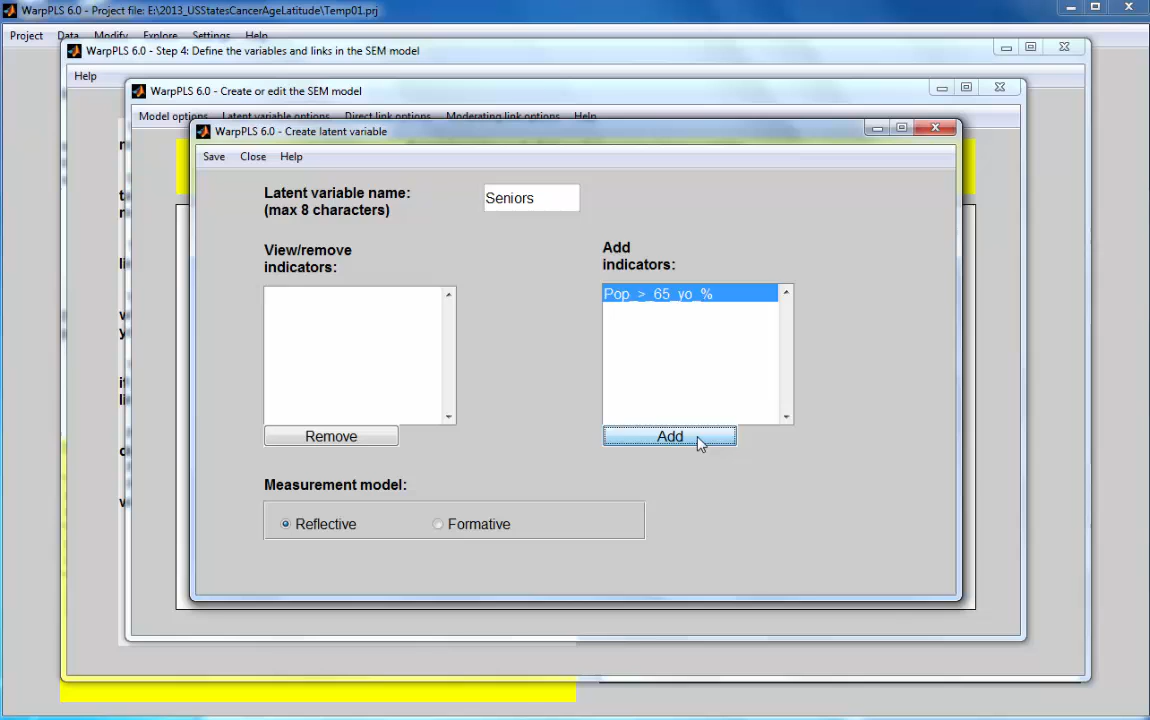 WarpPLS 6.0 - Project file: E:\2013_USStatesCancerAgeLatitude\Temp01.prj
Project Data Modify Explore Settings Help
WarpPLS 6.0 - Step 4: Define the variables and links in the SEM model
Help
WarpPLS 6.0 - Create or edit the SEM model
Model options Latent variable options Direct link options Moderating link options Help
WarpPLS 6.0 - Create latent variable
Save Close Help
Latent variable name:
(max 8 characters)
Seniors
View/remove
indicators:
Add
indicators:
Pop_>_65_yo_%
Remove
Add
Measurement model:
Reflective Formative